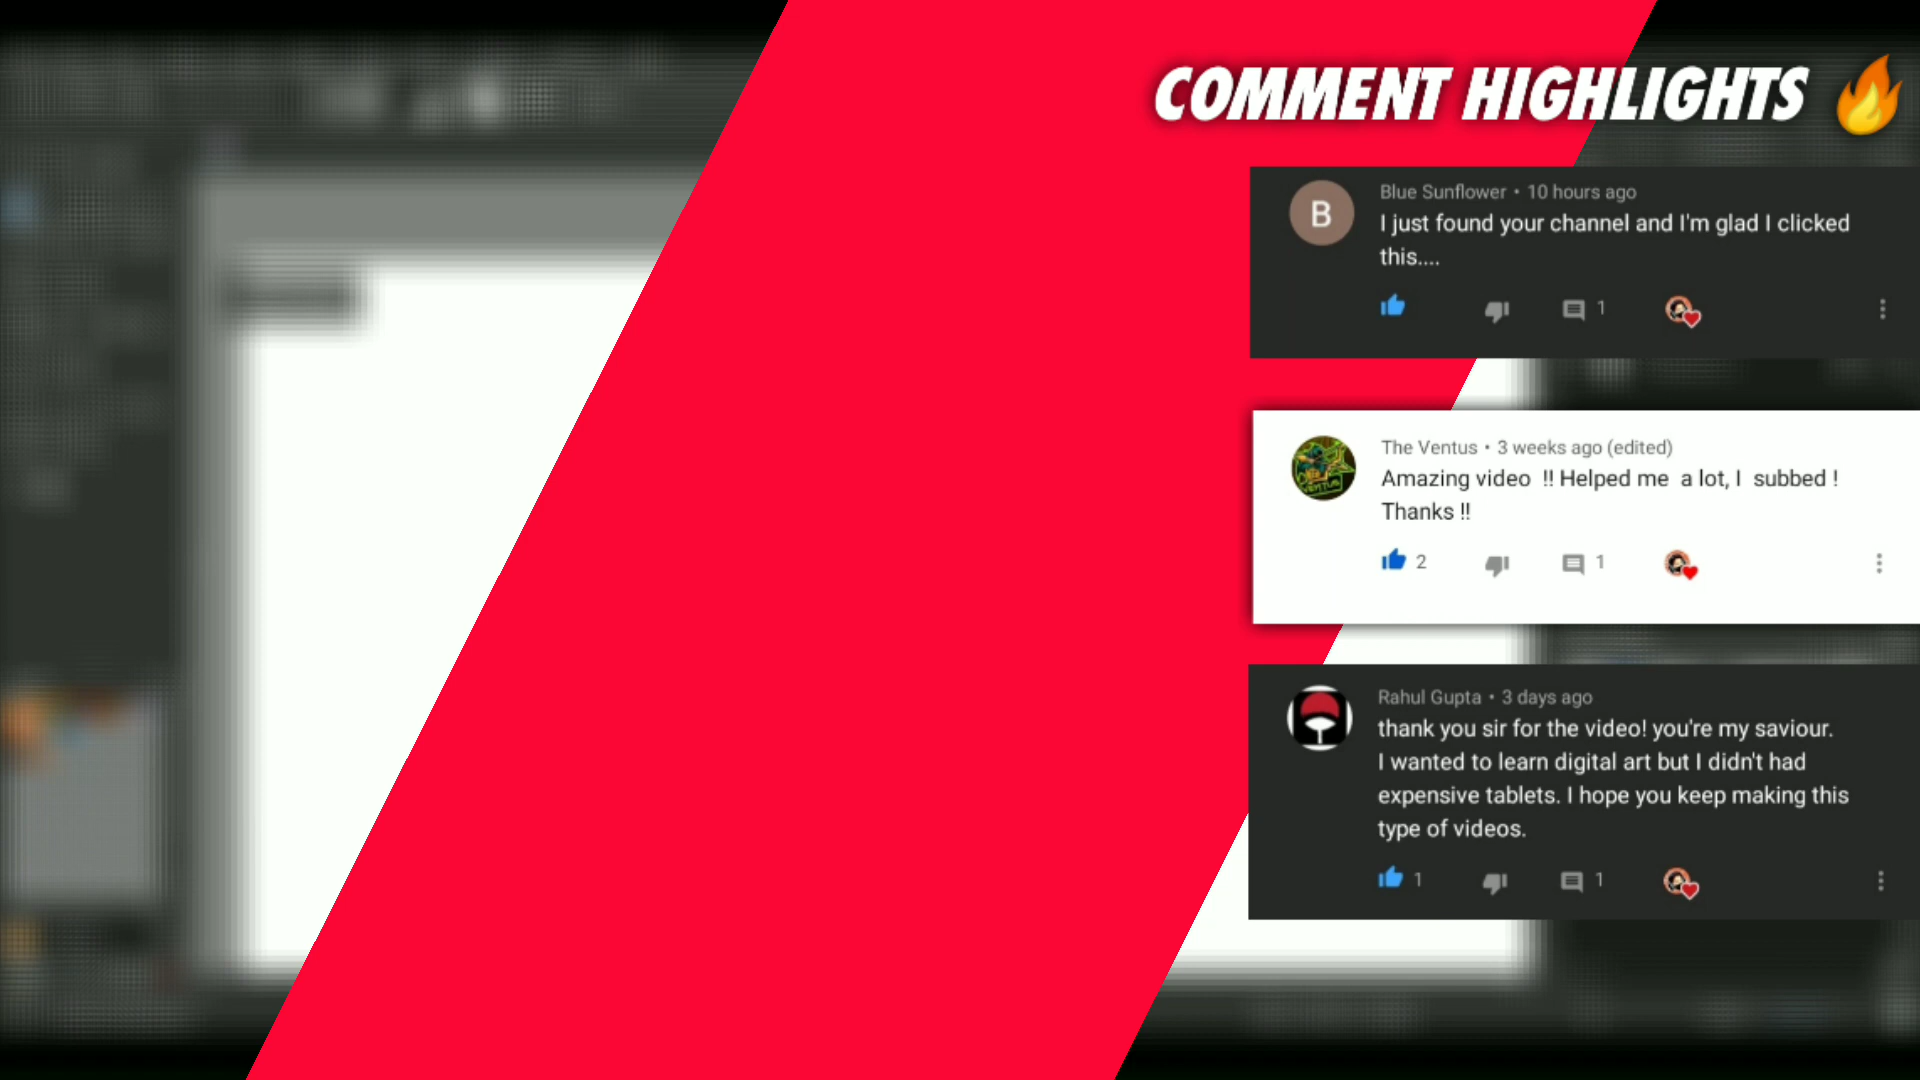 COMMENT HIGHLIGHTS 🔥
B
Blue Sunflower • 10 hours ago
I just found your channel and I'm glad I clicked
this....
1
The Ventus • 3 weeks ago (edited)
Amazing video !! Helped me a lot, I subbed !
Thanks !!
2 1
Rahul Gupta • 3 days ago
thank you sir for the video! you're my saviour.
I wanted to learn digital art but I didn't had
expensive tablets. I hope you keep making this
type of videos.
1 1